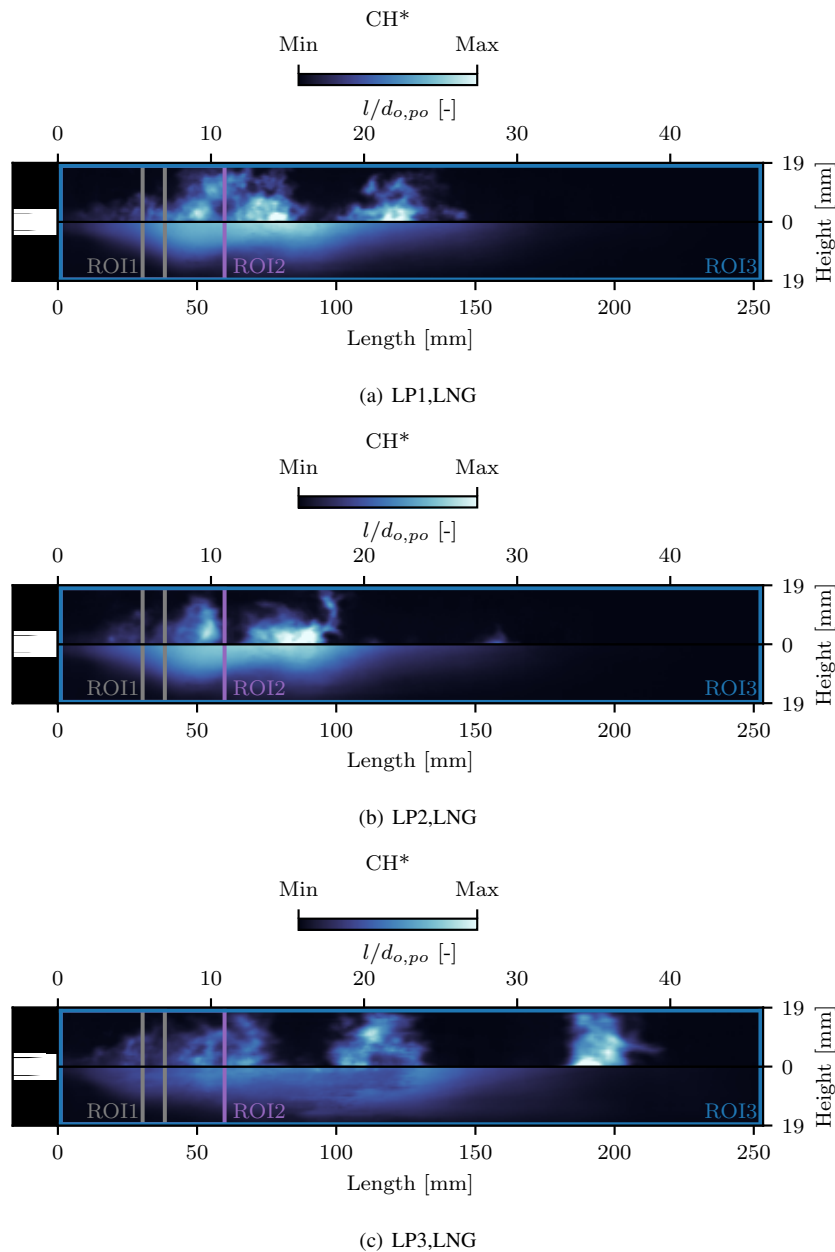 CH*
Min Max
l/d_{o,po} [-]
0 10 20 30 40
19
0
19
Height [mm]
ROI1 ROI2 ROI3
0 50 100 150 200 250
Length [mm]
(a) LP1,LNG
CH*
Min Max
l/d_{o,po} [-]
0 10 20 30 40
19
0
19
Height [mm]
ROI1 ROI2 ROI3
0 50 100 150 200 250
Length [mm]
(b) LP2,LNG
CH*
Min Max
l/d_{o,po} [-]
0 10 20 30 40
19
0
19
Height [mm]
ROI1 ROI2 ROI3
0 50 100 150 200 250
Length [mm]
(c) LP3,LNG